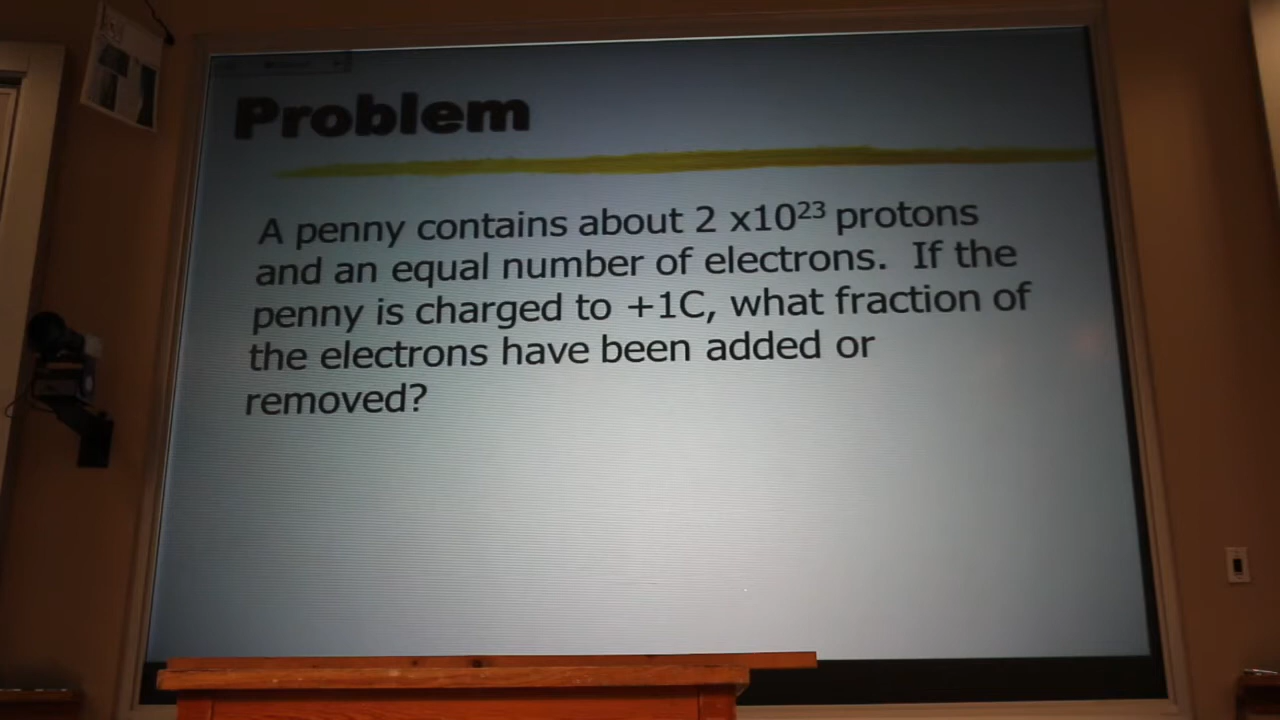 Problem
A penny contains about 2 x10²³ protons
and an equal number of electrons.  If the
penny is charged to +1C, what fraction of
the electrons have been added or
removed?